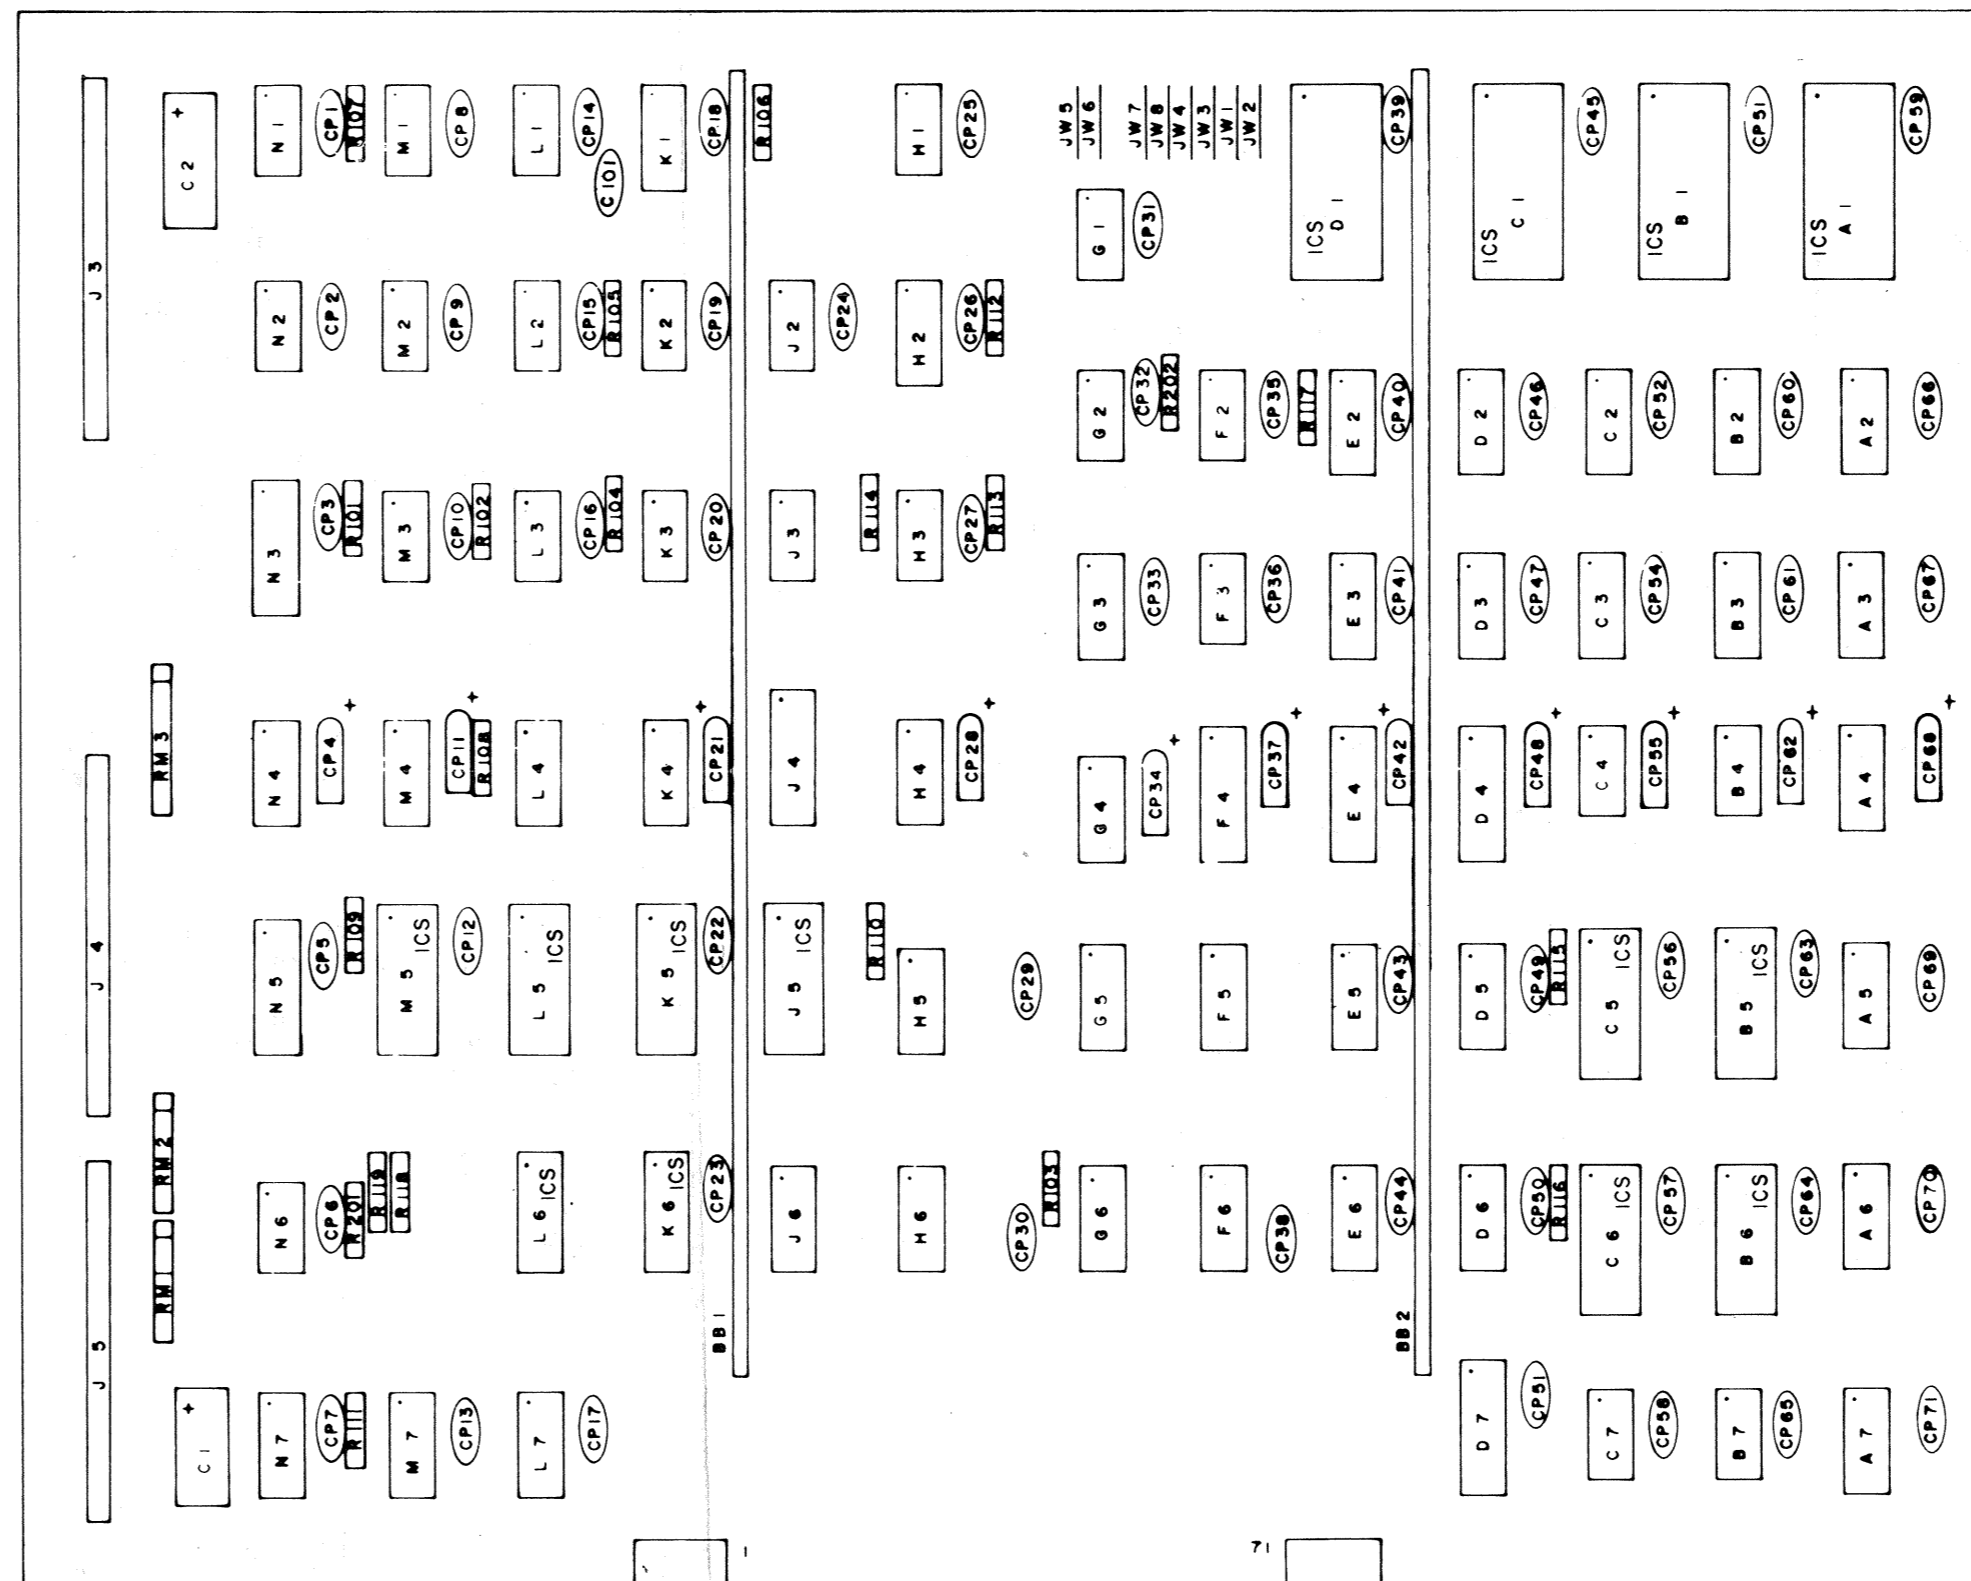 J 3
C 2
N 1
CP1
R107
M 1
CP8
L 1
CP14
C101
K 1
CP18
R106
H 1
CP25
JW5
JW6
JW7
JW8
JW4
JW3
JW1
JW2
G 1
CP31
ICS
D 1
CP39
ICS
C 1
CP45
ICS
B 1
CP51
ICS
A 1
CP59
N 2
CP2
M 2
CP9
L 2
CP15
R105
K 2
CP19
J 2
CP24
H 2
CP26
R112
G 2
CP32
R202
F 2
CP35
R117
E 2
CP40
D 2
CP46
C 2
CP52
B 2
CP60
A 2
CP66
N 3
CP3
R101
M 3
CP10
R102
L 3
CP16
R104
K 3
CP20
J 3
R114
H 3
CP27
R113
G 3
CP33
F 3
CP36
E 3
CP41
D 3
CP47
C 3
CP54
B 3
CP61
A 3
CP67
RM3
J 4
N 4
CP4
M 4
CP11
R108
L 4
K 4
CP21
J 4
H 4
CP28
G 4
CP34
F 4
CP37
E 4
CP42
D 4
CP48
C 4
CP55
B 4
CP62
A 4
CP68
N 5
CP5
R109
M 5
ICS
CP12
L 5
ICS
K 5
ICS
CP22
J 5
ICS
R110
H 5
CP29
G 5
F 5
E 5
CP43
D 5
CP49
R115
C 5
ICS
CP56
B 5
ICS
CP63
A 5
CP69
RM2
RM1
J 5
N 6
CP6
R201
R119
R118
L 6
ICS
K 6
ICS
CP23
J 6
H 6
CP30
R103
G 6
F 6
CP38
E 6
CP44
D 6
CP50
R116
C 6
ICS
CP57
B 6
ICS
CP64
A 6
CP70
BB1
BB2
C 1
N 7
CP7
R111
M 7
CP13
L 7
CP17
D 7
CP51
C 7
CP58
B 7
CP65
A 7
CP71
1
71